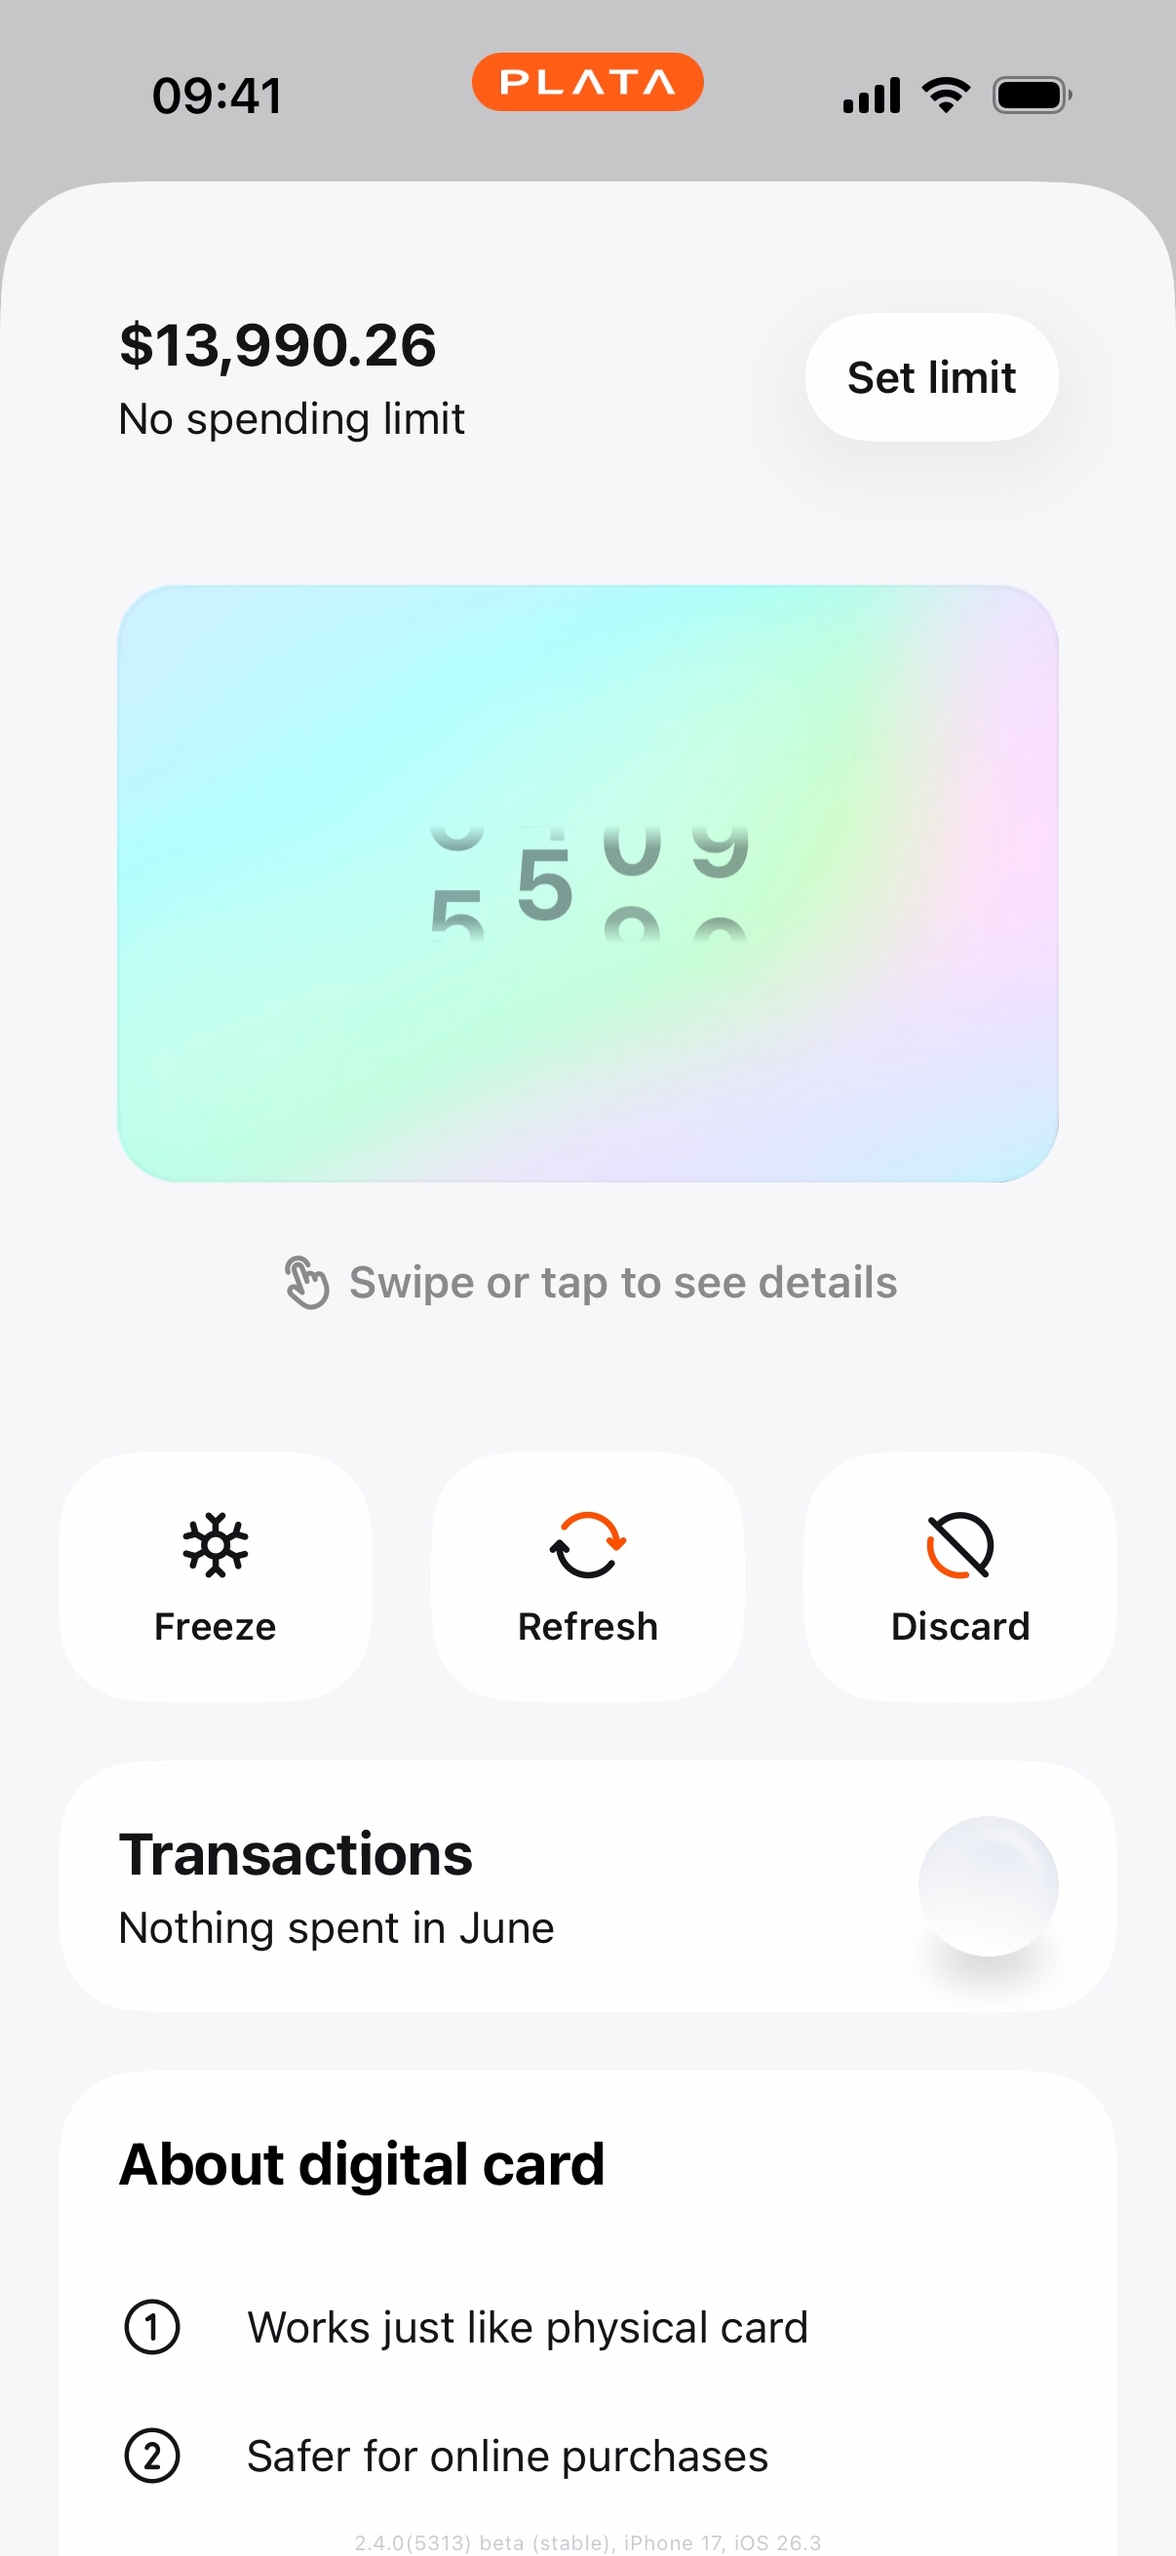 09:41
PLATA
$13,990.26
No spending limit
Set limit
5
Swipe or tap to see details
Freeze
Refresh
Discard
Transactions
Nothing spent in June
About digital card
1 Works just like physical card
2 Safer for online purchases
2.4.0(5313) beta (stable), iPhone 17, iOS 26.3